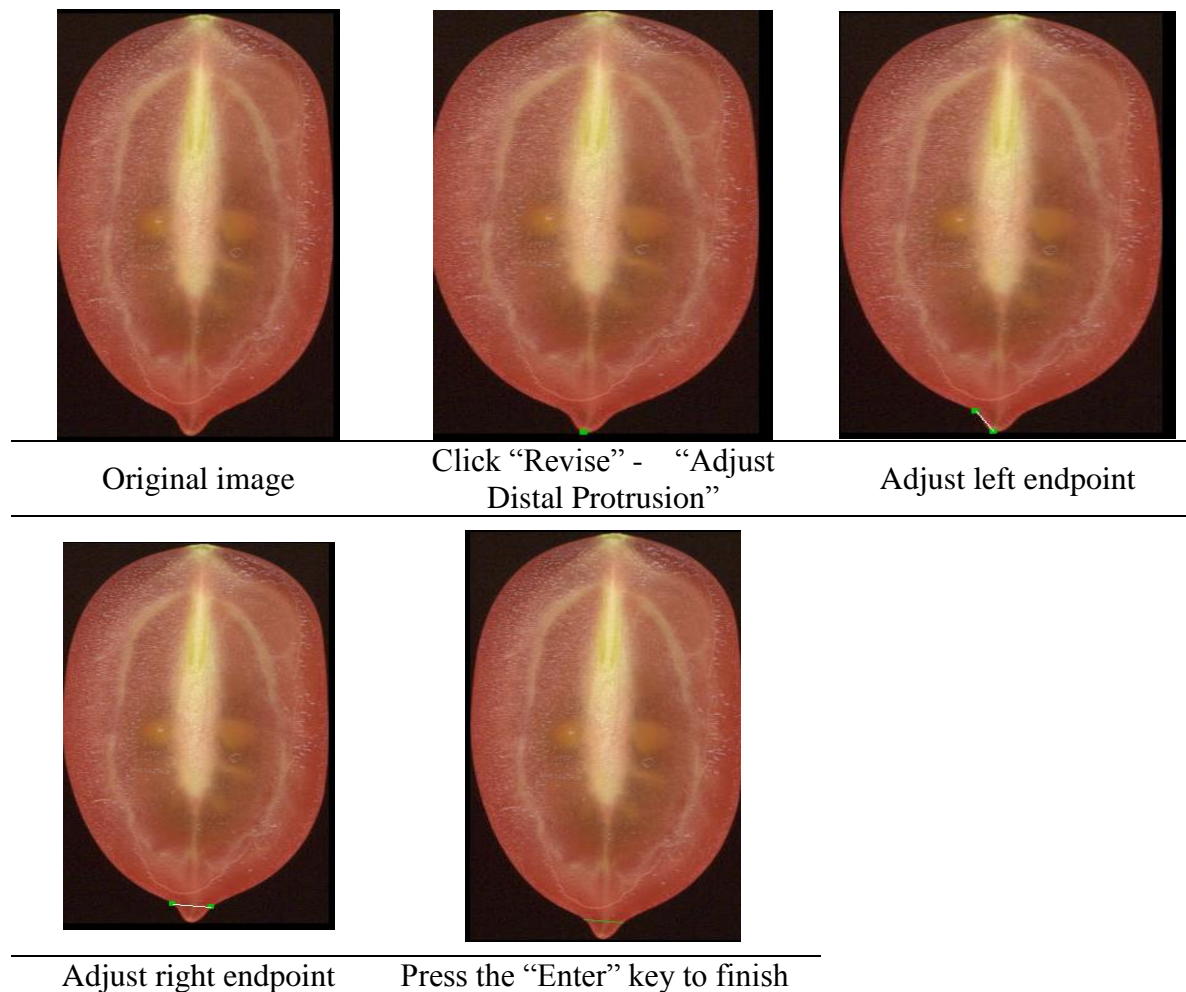 Original image
Click “Revise” - “Adjust
Distal Protrusion”
Adjust left endpoint
Adjust right endpoint
Press the “Enter” key to finish